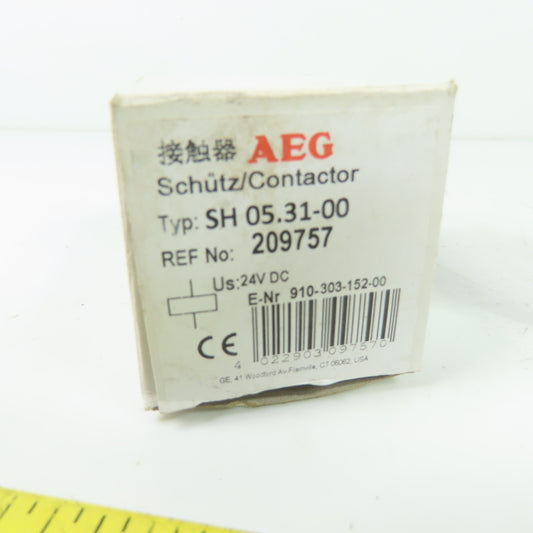 接触器 AEG
Schütz/Contactor
Typ: SH 05.31-00
REF No: 209757
Us:24V DC
E-Nr 910-303-152-00
CE
4 022903 097570
GE, 41 Woodford Av-Plainville, CT 06062, USA